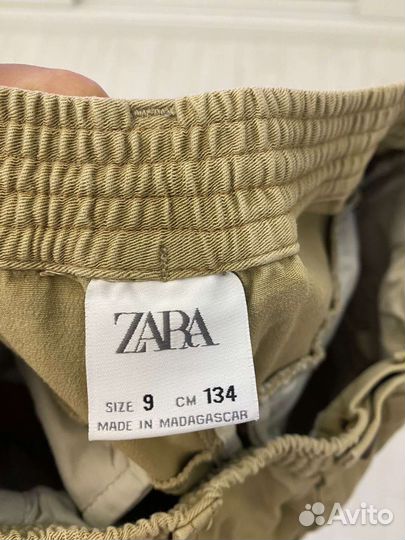 ZARA
SIZE 9 CM 134
MADE IN MADAGASCAR
Avito